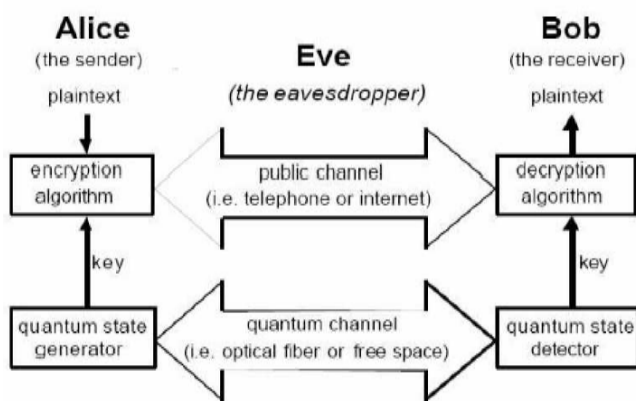 Alice
(the sender)
plaintext
Eve
(the eavesdropper)
Bob
(the receiver)
plaintext
encryption
algorithm
public channel
(i.e. telephone or internet)
decryption
algorithm
key
key
quantum state
generator
quantum channel
(i.e. optical fiber or free space)
quantum state
detector